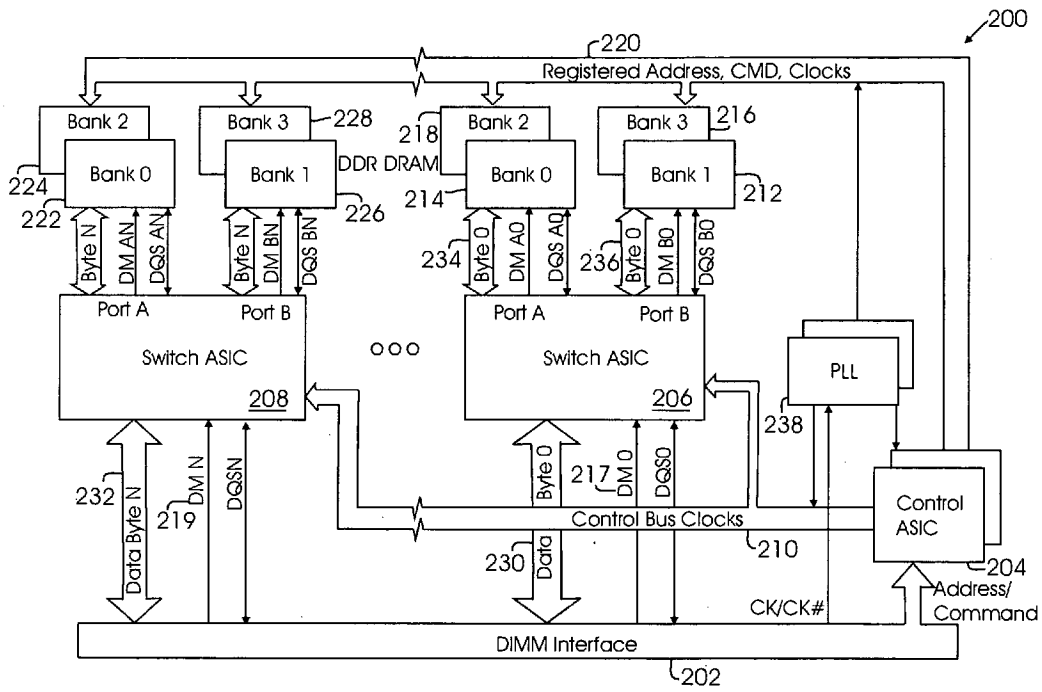 200
220
Registered Address, CMD, Clocks
Bank 2
Bank 3
228
218
Bank 2
Bank 3
216
Bank 0
Bank 1
DDR DRAM
Bank 0
Bank 1
224
222
226
214
212
Byte N
DM AN
DQS AN
Byte N
DM BN
DQS BN
234
Byte 0
DM A0
DQS A0
236
Byte 0
DM B0
DQS B0
Port A
Port B
Port A
Port B
Switch ASIC
Switch ASIC
PLL
208
206
238
232
Data Byte N
219
DM N
DQSN
230
Data Byte 0
217
DM 0
DQS0
Control Bus Clocks
210
Control
ASIC
204
CK/CK#
Address/
Command
DIMM Interface
202